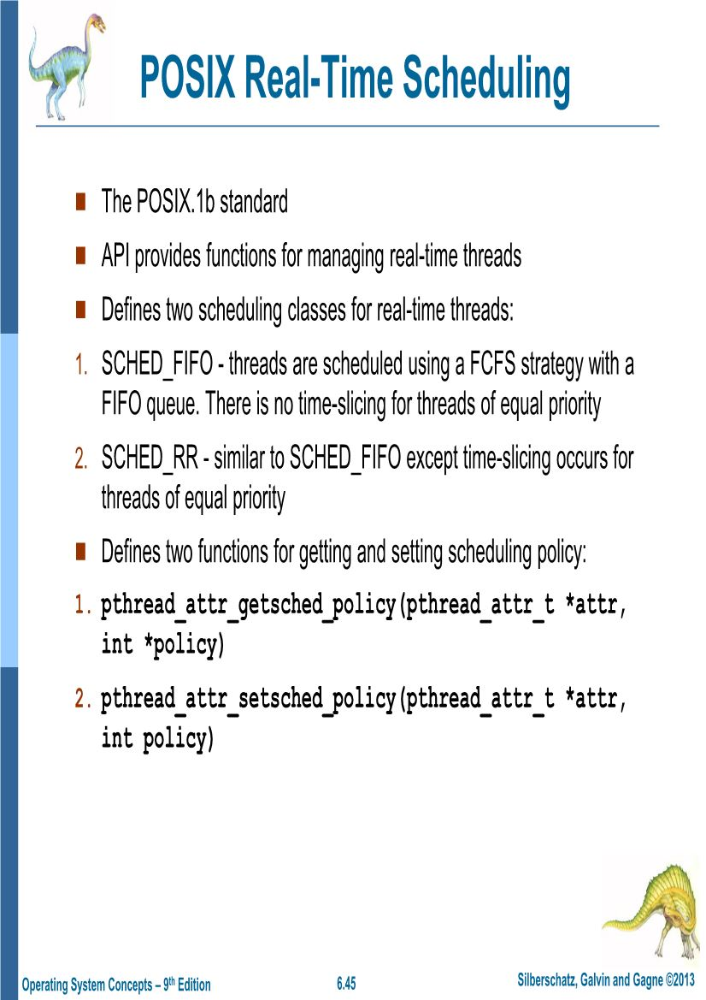 POSIX Real-Time Scheduling
■ The POSIX.1b standard
■ API provides functions for managing real-time threads
■ Defines two scheduling classes for real-time threads:
1. SCHED_FIFO - threads are scheduled using a FCFS strategy with a
FIFO queue. There is no time-slicing for threads of equal priority
2. SCHED_RR - similar to SCHED_FIFO except time-slicing occurs for
threads of equal priority
■ Defines two functions for getting and setting scheduling policy:
1. pthread_attr_getsched_policy(pthread_attr_t *attr,
int *policy)
2. pthread_attr_setsched_policy(pthread_attr_t *attr,
int policy)
Operating System Concepts – 9th Edition
6.45
Silberschatz, Galvin and Gagne ©2013